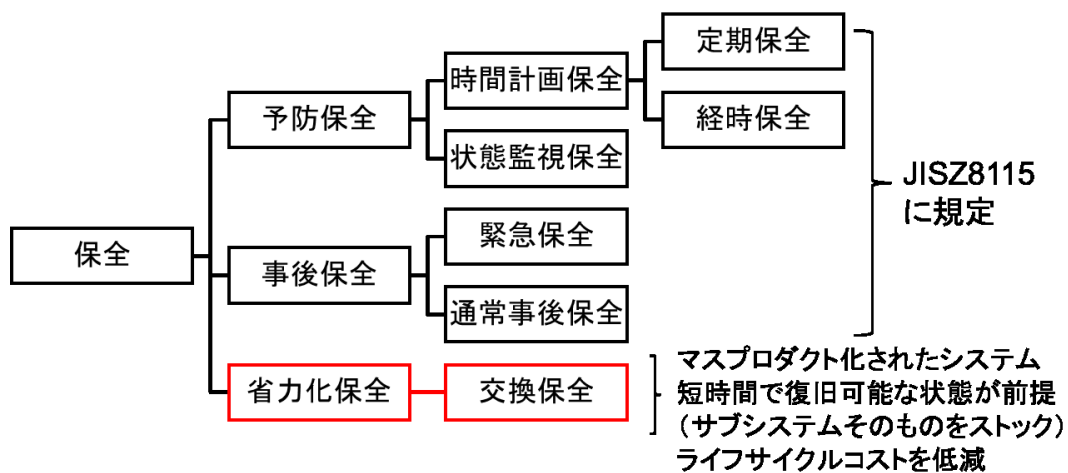 定期保全
時間計画保全
予防保全
経時保全
状態監視保全
JISZ8115
に規定
緊急保全
保全
事後保全
通常事後保全
省力化保全
交換保全
マスプロダクト化されたシステム
短時間で復旧可能な状態が前提
（サブシステムそのものをストック）
ライフサイクルコストを低減